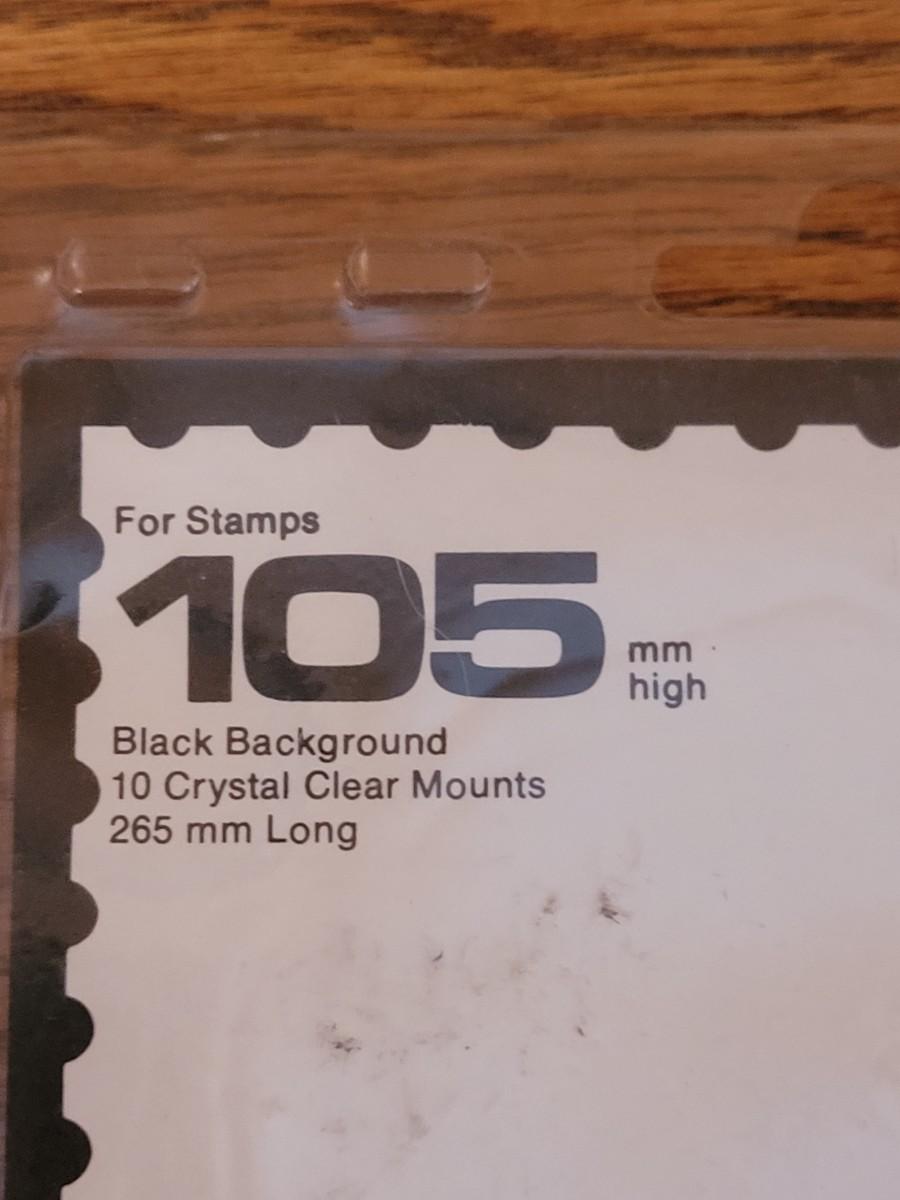 For Stamps
105 mm high
Black Background
10 Crystal Clear Mounts
265 mm Long